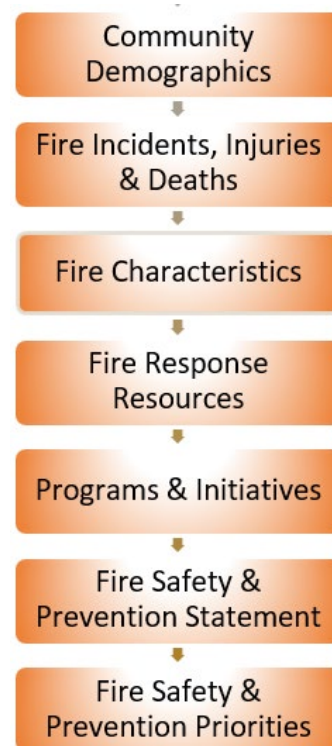 Community
Demographics
Fire Incidents, Injuries
& Deaths
Fire Characteristics
Fire Response
Resources
Programs & Initiatives
Fire Safety &
Prevention Statement
Fire Safety &
Prevention Priorities